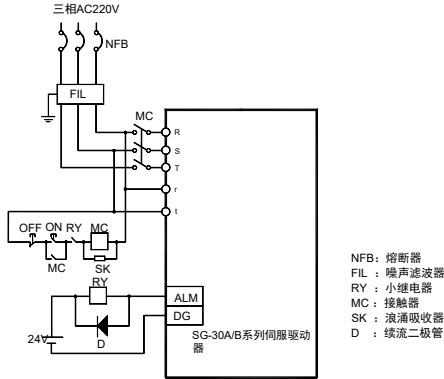 三相AC220V
NFB
FIL
MC
R
S
T
r
t
OFF ON RY MC
MC
SK
RY
ALM
DG
24V
D
SG-30A/B系列伺服驱动
器
NFB：熔断器
FIL ：噪声滤波器
RY ：小继电器
MC：接触器
SK ：浪涌吸收器
D ：续流二极管